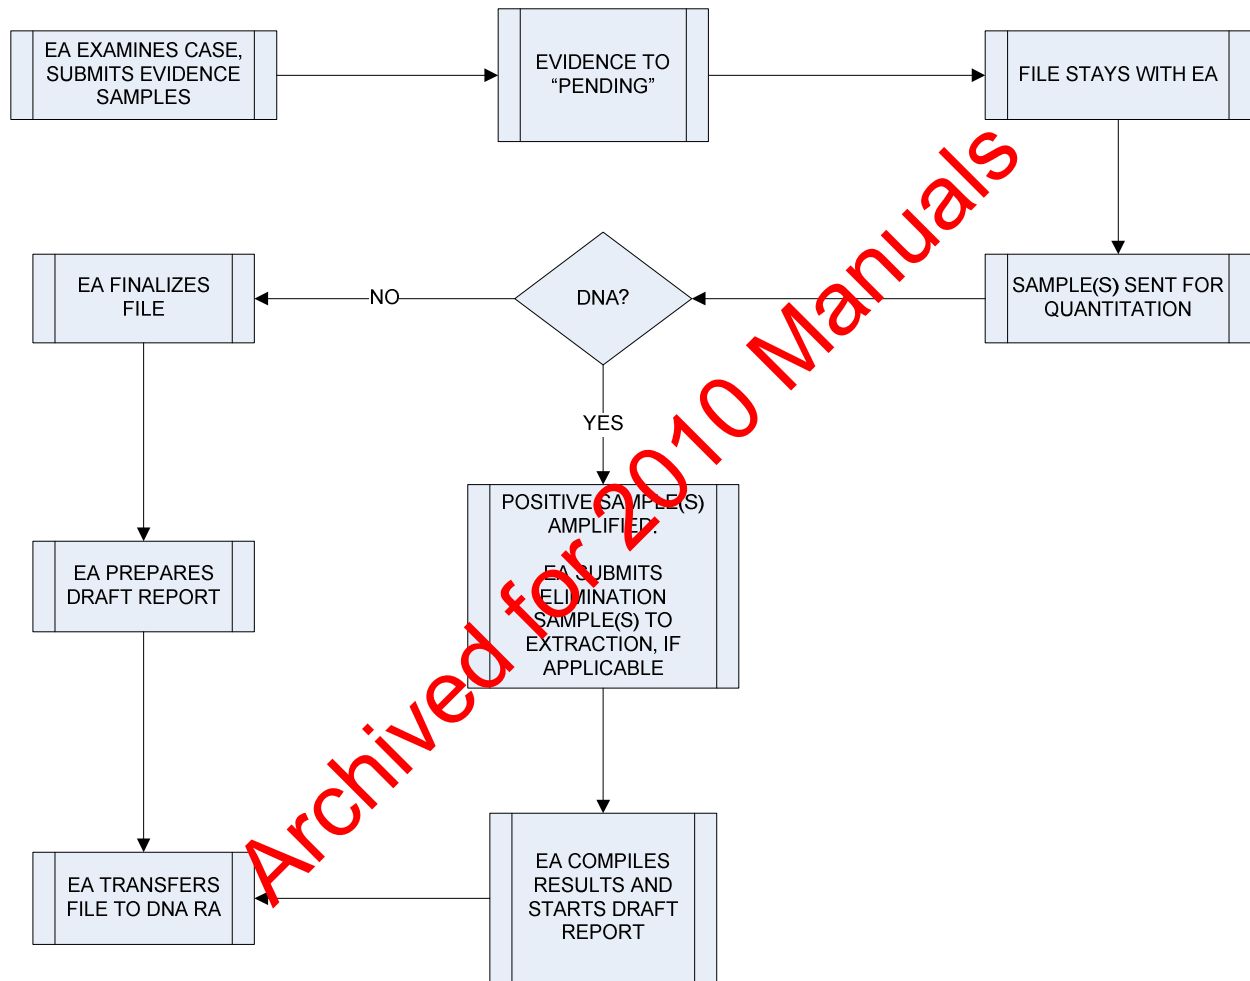 EA EXAMINES CASE,
SUBMITS EVIDENCE
SAMPLES
EVIDENCE TO
“PENDING”
FILE STAYS WITH EA
SAMPLE(S) SENT FOR
QUANTITATION
DNA?
NO
EA FINALIZES
FILE
YES
POSITIVE SAMPLE(S)
AMPLIFIED.
EA SUBMITS
ELIMINATION
SAMPLE(S) TO
EXTRACTION, IF
APPLICABLE
EA PREPARES
DRAFT REPORT
EA COMPILES
RESULTS AND
STARTS DRAFT
REPORT
EA TRANSFERS
FILE TO DNA RA
Archived for 2010 Manuals